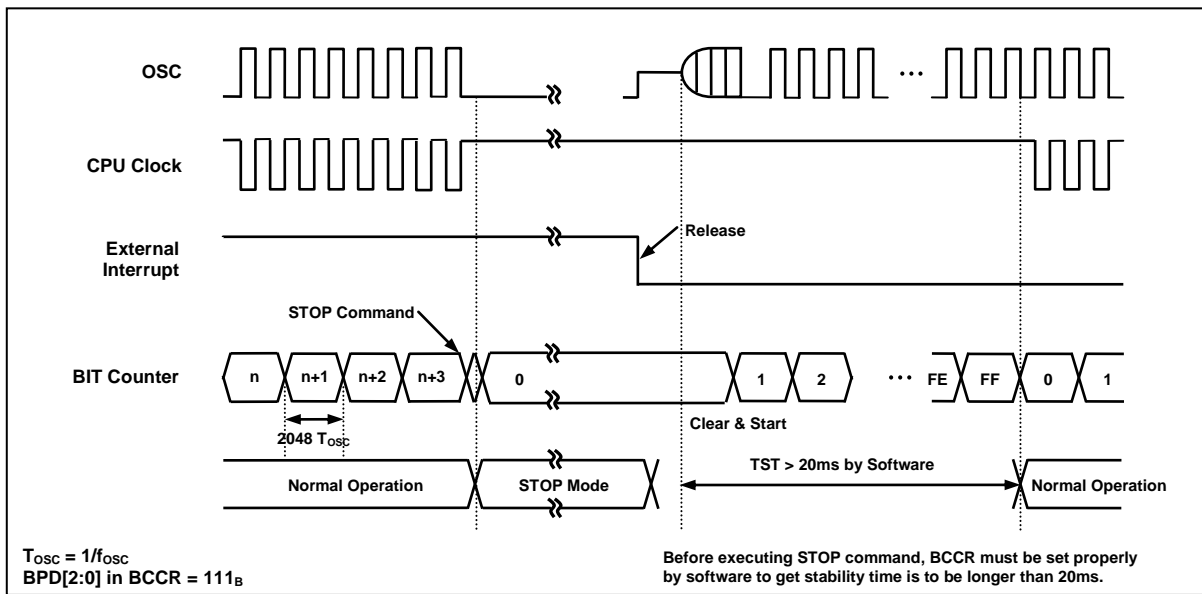 OSC
...
CPU Clock
External
Interrupt
Release
STOP Command
BIT Counter
n n+1 n+2 n+3 0 1 2 ... FE FF 0 1
2048 TOSC
Clear & Start
TST > 20ms by Software
Normal Operation STOP Mode Normal Operation
TOSC = 1/fOSC
BPD[2:0] in BCCR = 111B
Before executing STOP command, BCCR must be set properly
by software to get stability time is to be longer than 20ms.